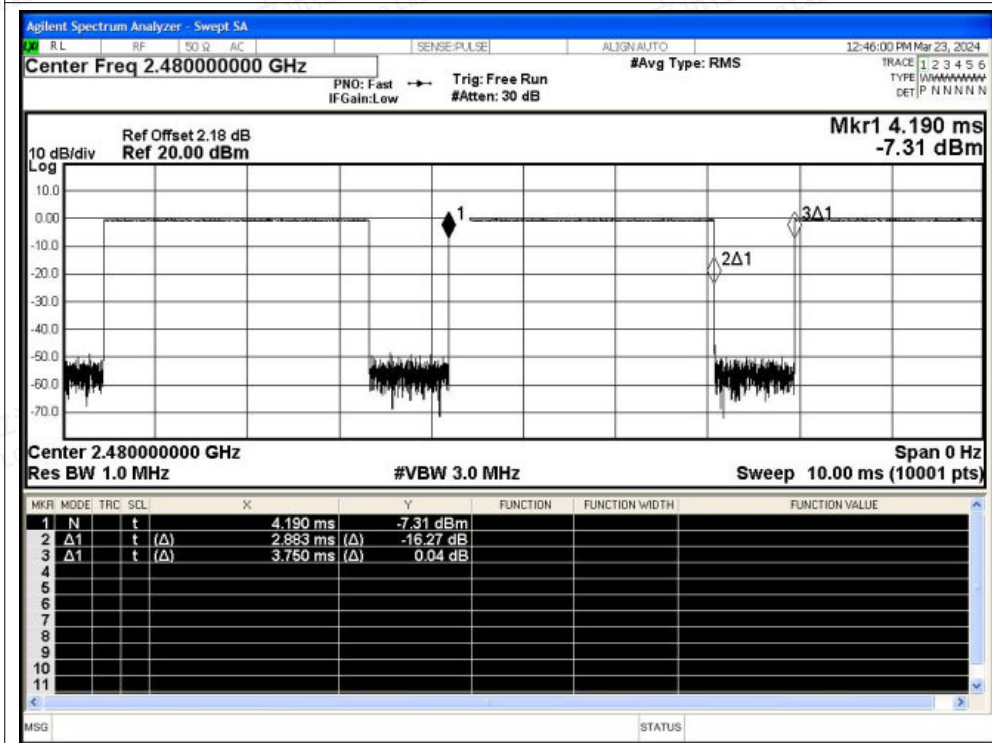 Agilent Spectrum Analyzer - Swept SA
LXI RL RF 50 Ω AC SENSE:PULSE ALIGN AUTO 12:46:00 PM Mar 23, 2024
Center Freq 2.480000000 GHz #Avg Type: RMS TRACE 1 2 3 4 5 6
PNO: Fast Trig: Free Run TYPE WWWWWW
IFGain:Low #Atten: 30 dB DET P N N N N N
Mkr1 4.190 ms
Ref Offset 2.18 dB
10 dB/div Ref 20.00 dBm -7.31 dBm
Log
10.0
0.00 1 3Δ1
-10.0
2Δ1
-20.0
-30.0
-40.0
-50.0
-60.0
-70.0
Center 2.480000000 GHz Span 0 Hz
Res BW 1.0 MHz #VBW 3.0 MHz Sweep 10.00 ms (10001 pts)
MKR MODE TRC SCL X Y FUNCTION FUNCTION WIDTH FUNCTION VALUE
1 N t 4.190 ms -7.31 dBm
2 Δ1 t (Δ) 2.883 ms (Δ) -16.27 dB
3 Δ1 t (Δ) 3.750 ms (Δ) 0.04 dB
4
5
6
7
8
9
10
11
MSG STATUS